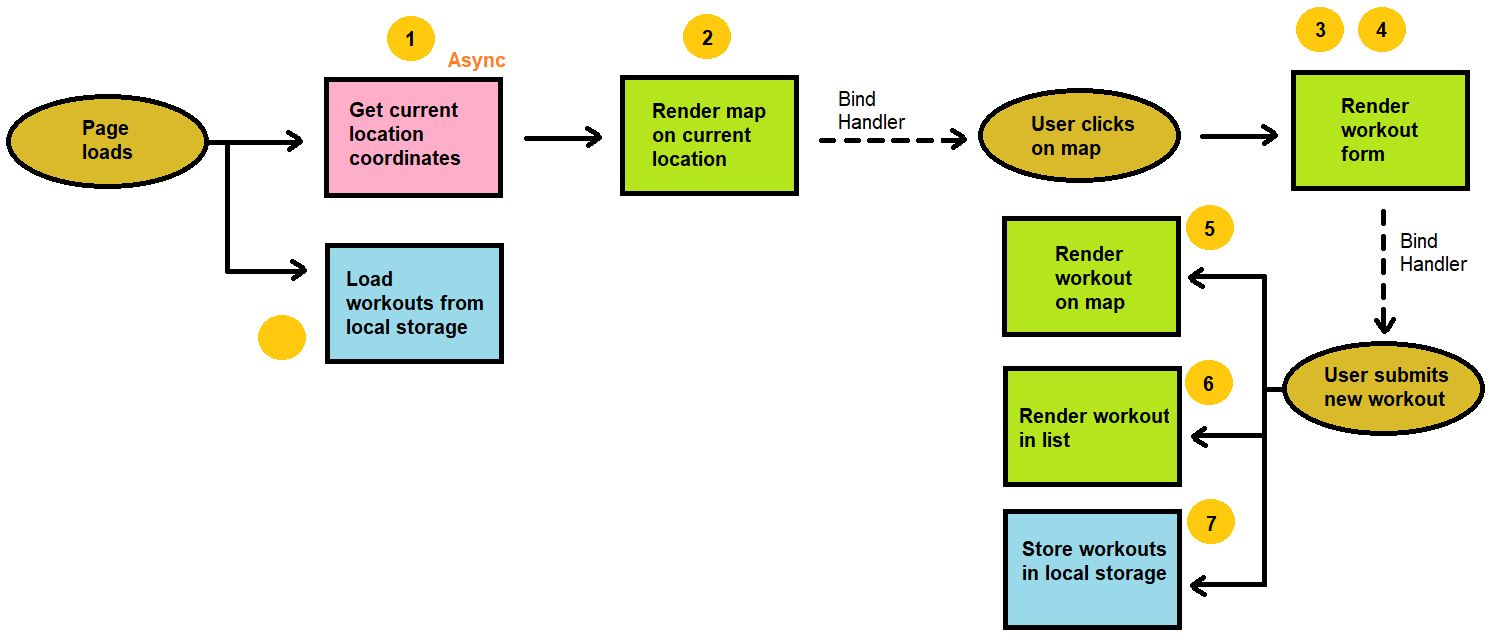 Page
loads
1
Async
Get current
location
coordinates
2
Render map
on current
location
Bind
Handler
User clicks
on map
3 4
Render
workout
form
Load
workouts from
local storage
Bind
Handler
User submits
new workout
5
Render
workout
on map
6
Render workout
in list
7
Store workouts
in local storage